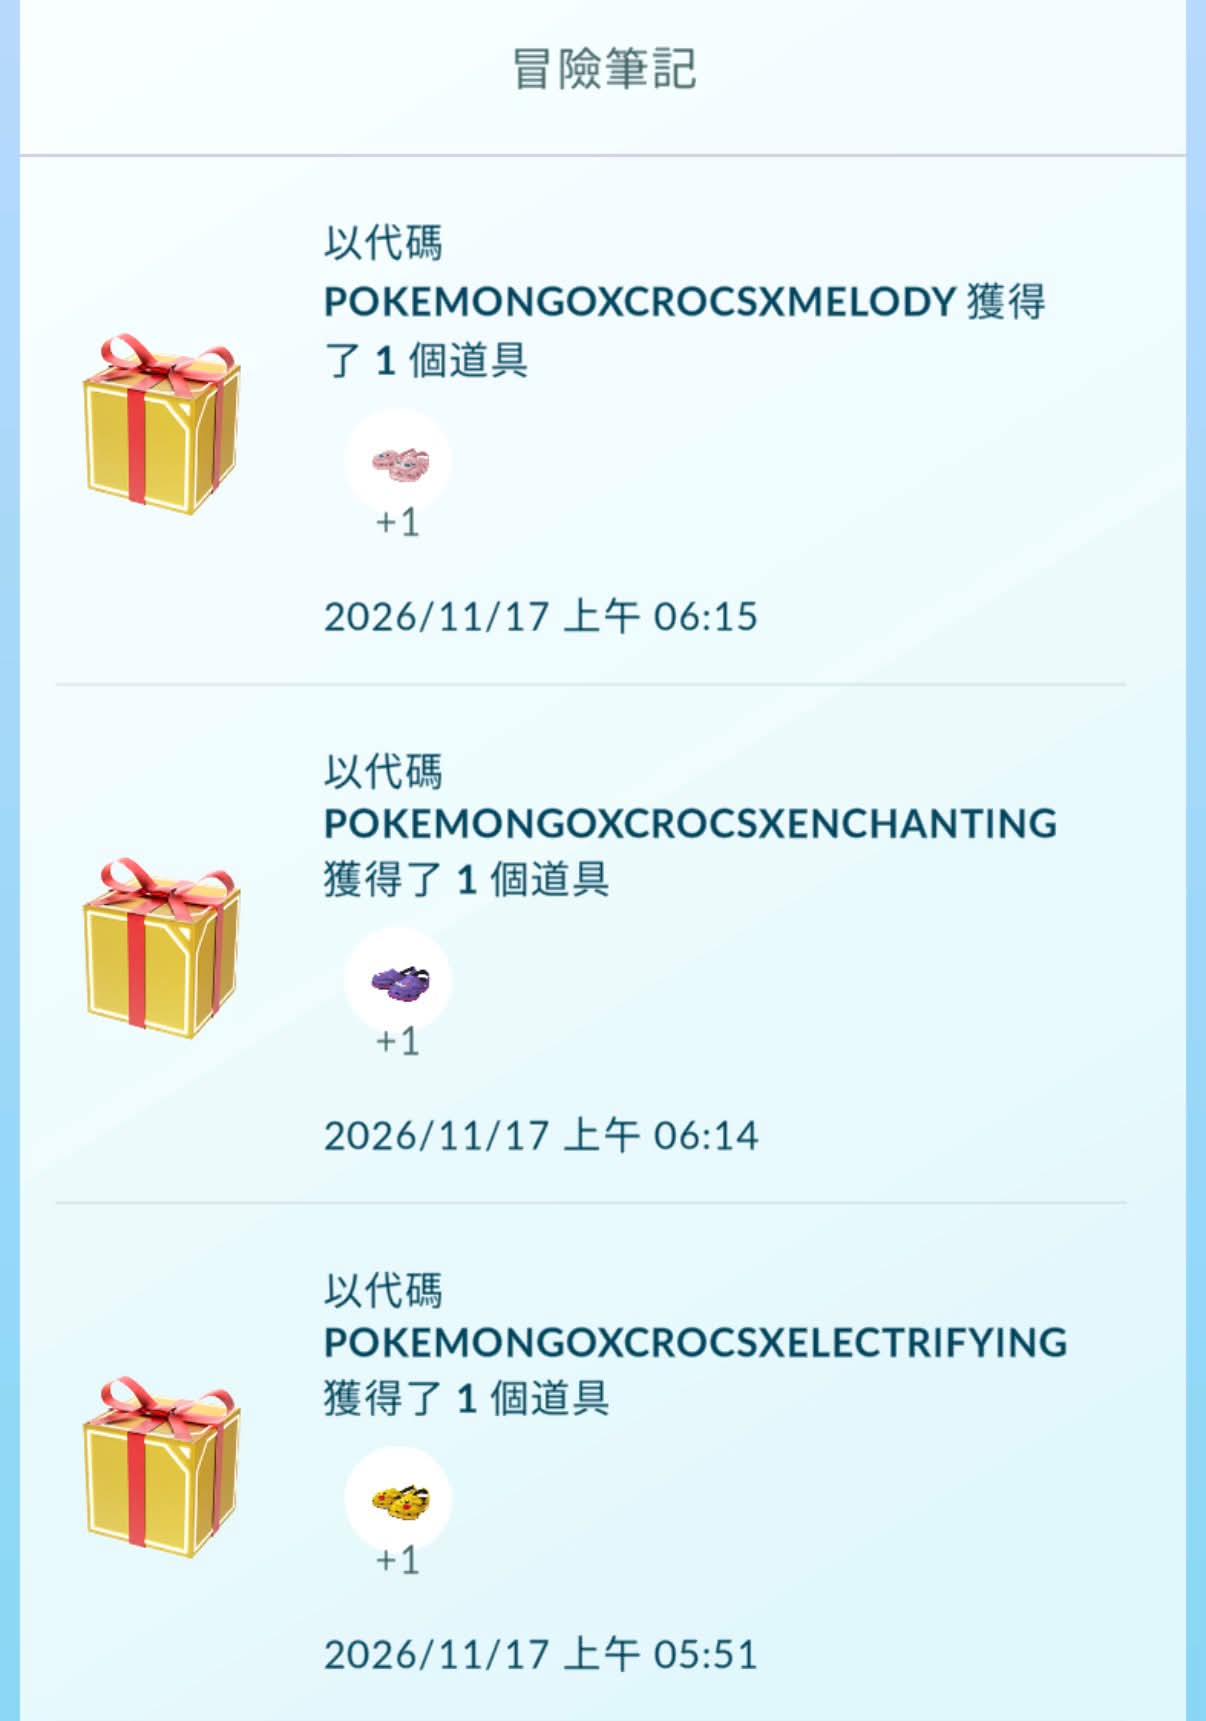 冒險筆記
以代碼
POKEMONGOXCROCSXMELODY 獲得
了 1 個道具
+1
2026/11/17 上午 06:15
以代碼
POKEMONGOXCROCSXENCHANTING
獲得了 1 個道具
+1
2026/11/17 上午 06:14
以代碼
POKEMONGOXCROCSXELECTRIFYING
獲得了 1 個道具
+1
2026/11/17 上午 05:51